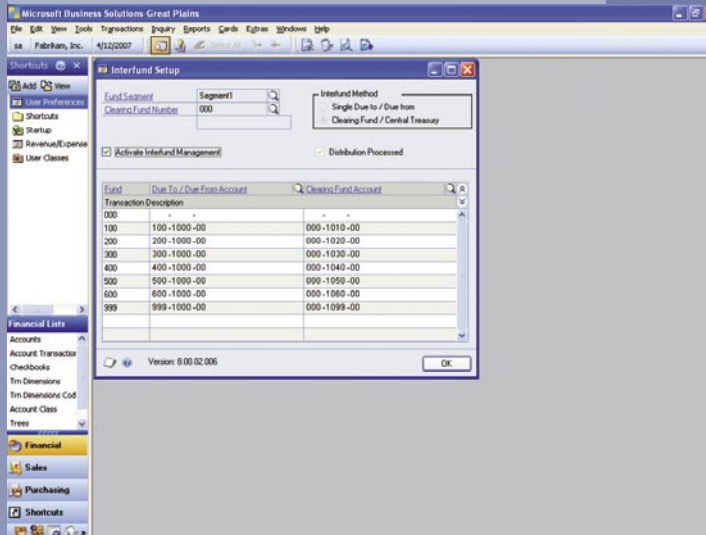 Microsoft Business Solutions-Great Plains
File Edit View Tools Transactions Inquiry Reports Cards Extras Windows Help
sa Fabrikam, Inc. 4/12/2007 Select All
Shortcuts
Add View
User Preferences
Shortcuts
Startup
Revenue/Expense
User Classes
Interfund Setup
Fund Segment Segment1
Clearing Fund Number 000
Interfund Method
Single Due to / Due from
Clearing Fund / Central Treasury
Activate Interfund Management
Distribution Processed
Fund Due To / Due From Account Clearing Fund Account
Transaction Description
000 - - - -
100 100-1000-00 000-1010-00
200 200-1000-00 000-1020-00
300 300-1000-00 000-1030-00
400 400-1000-00 000-1040-00
500 500-1000-00 000-1050-00
600 600-1000-00 000-1060-00
999 999-1000-00 000-1099-00
Version: 8.00.02.006
OK
Financial Lists
Accounts
Account Transaction
Checkbooks
Trn Dimensions
Trn Dimensions Cod
Account Class
Trees
Financial
Sales
Purchasing
Shortcuts